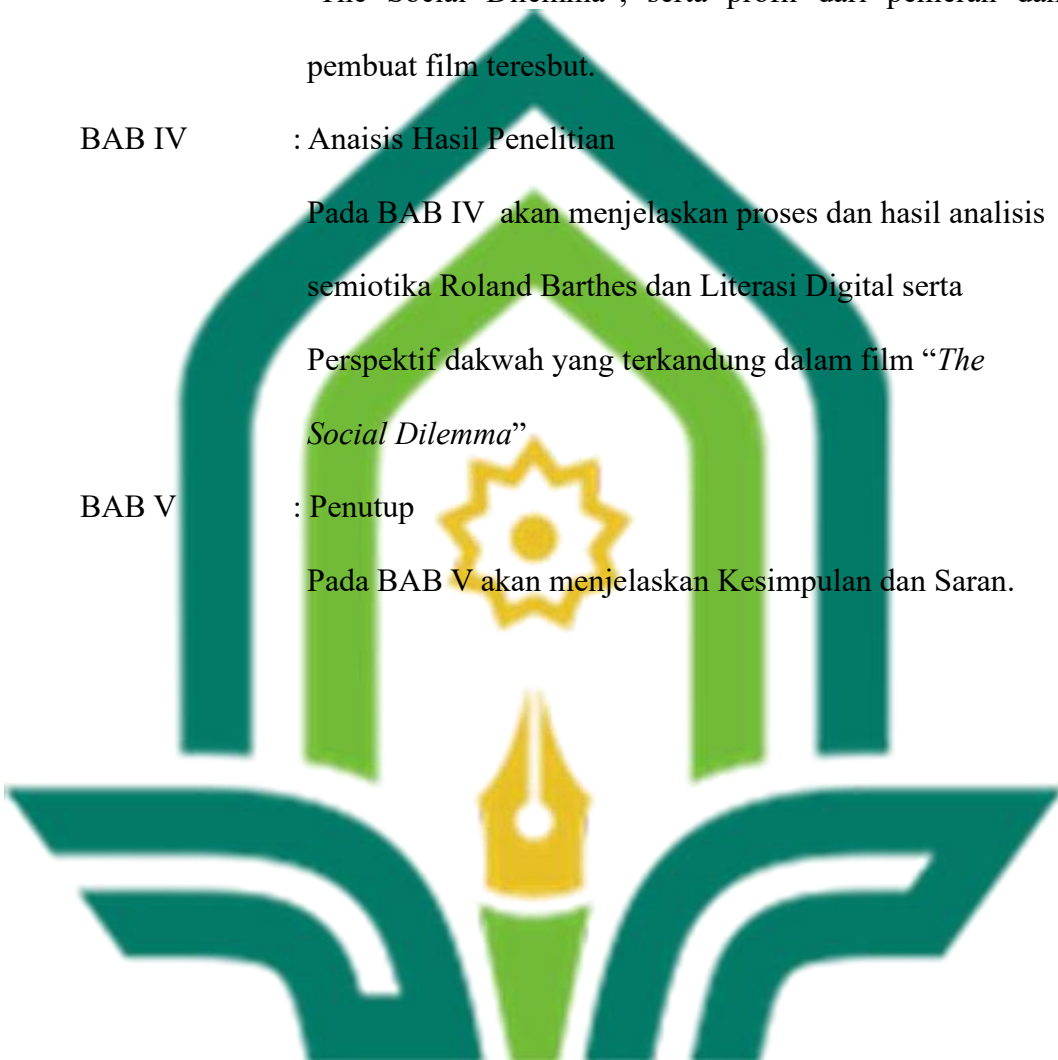 The Social Dilemma", serta profil dari pemeran dan
pembuat film teresbut.
BAB IV : Anaisis Hasil Penelitian
Pada BAB IV akan menjelaskan proses dan hasil analisis
semiotika Roland Barthes dan Literasi Digital serta
Perspektif dakwah yang terkandung dalam film “The
Social Dilemma”
BAB V : Penutup
Pada BAB V akan menjelaskan Kesimpulan dan Saran.